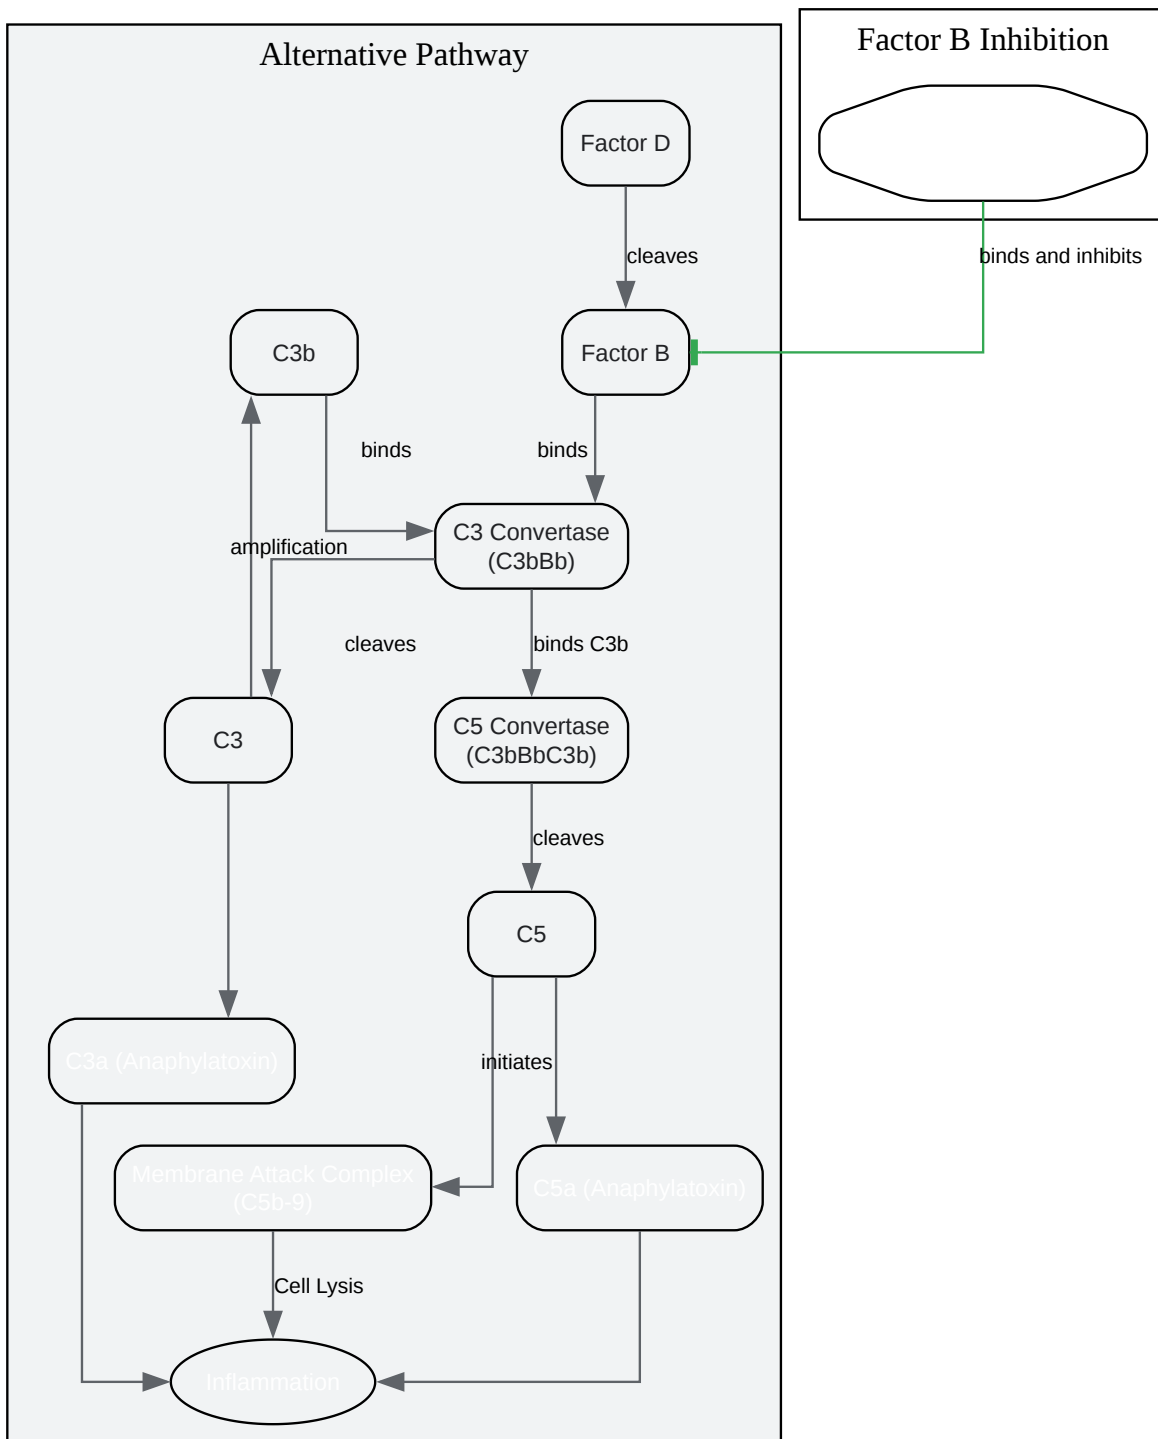 Alternative Pathway
Factor B Inhibition
Factor D
cleaves
binds and inhibits
C3b
Factor B
binds
binds
C3 Convertase
(C3bBb)
amplification
cleaves
binds C3b
C3
C5 Convertase
(C3bBbC3b)
cleaves
C5
C3a (Anaphylatoxin)
initiates
Membrane Attack Complex
(C5b-9)
C5a (Anaphylatoxin)
Cell Lysis
Inflammation